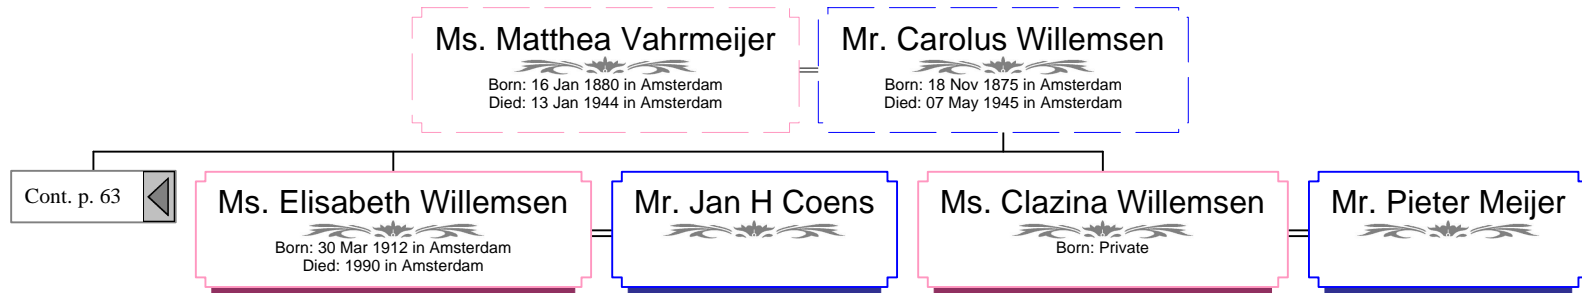 Ms. Matthea Vahrmeijer
Born: 16 Jan 1880 in Amsterdam
Died: 13 Jan 1944 in Amsterdam
Mr. Carolus Willemsen
Born: 18 Nov 1875 in Amsterdam
Died: 07 May 1945 in Amsterdam
Cont. p. 63
Ms. Elisabeth Willemsen
Born: 30 Mar 1912 in Amsterdam
Died: 1990 in Amsterdam
Mr. Jan H Coens
Ms. Clazina Willemsen
Born: Private
Mr. Pieter Meijer